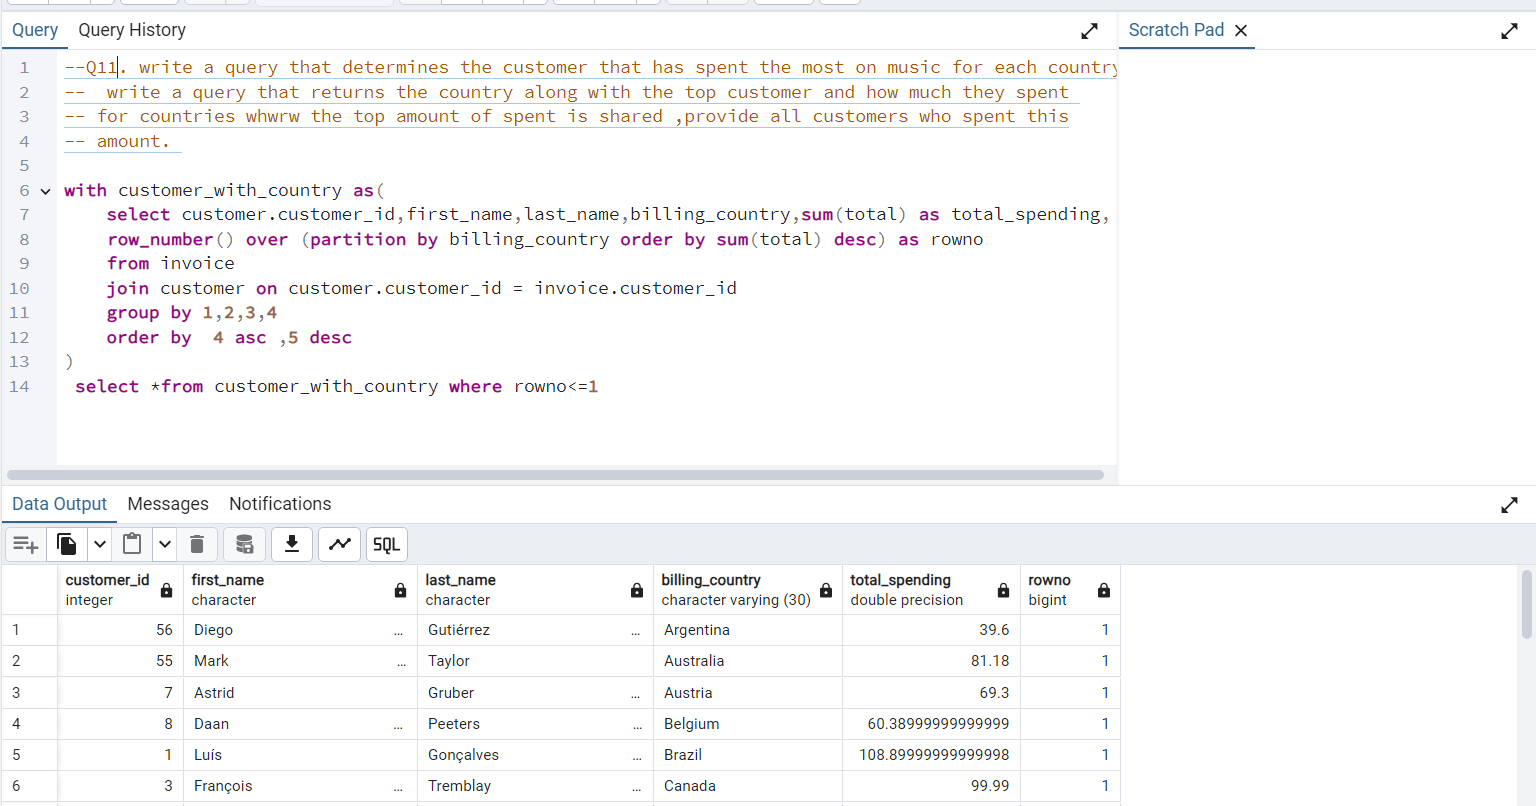 Query Query History Scratch Pad
1 --Q11. write a query that determines the customer that has spent the most on music for each country
2 --  write a query that returns the country along with the top customer and how much they spent
3 -- for countries whwrw the top amount of spent is shared ,provide all customers who spent this
4 -- amount.
5
6 with customer_with_country as(
7 select customer.customer_id,first_name,last_name,billing_country,sum(total) as total_spending,
8 row_number() over (partition by billing_country order by sum(total) desc) as rowno
9 from invoice
10 join customer on customer.customer_id = invoice.customer_id
11 group by 1,2,3,4
12 order by  4 asc ,5 desc
13 )
14 select *from customer_with_country where rowno<=1
Data Output Messages Notifications
SQL
customer_id first_name last_name billing_country total_spending rowno
integer character character character varying (30) double precision bigint
1 56 Diego ... Gutiérrez ... Argentina 39.6 1
2 55 Mark ... Taylor Australia 81.18 1
3 7 Astrid Gruber ... Austria 69.3 1
4 8 Daan ... Peeters ... Belgium 60.38999999999999 1
5 1 Luís Gonçalves ... Brazil 108.89999999999998 1
6 3 François ... Tremblay ... Canada 99.99 1